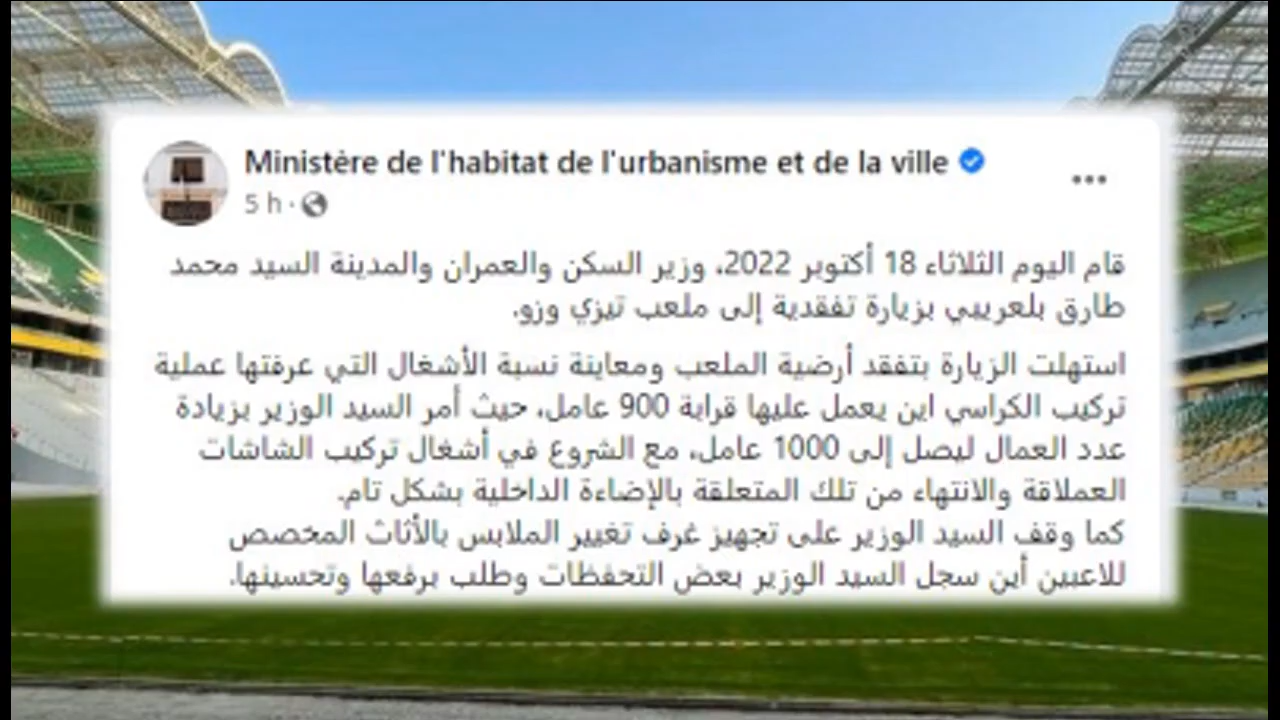 Ministère de l'habitat de l'urbanisme et de la ville
5 h ·
قام اليوم الثلاثاء 18 أكتوبر 2022، وزير السكن والعمران والمدينة السيد محمد
طارق بلعريبي بزيارة تفقدية إلى ملعب تيزي وزو.
استهلت الزيارة بتفقد أرضية الملعب ومعاينة نسبة الأشغال التي عرفتها عملية
تركيب الكراسي اين يعمل عليها قرابة 900 عامل، حيث أمر السيد الوزير بزيادة
عدد العمال ليصل إلى 1000 عامل، مع الشروع في أشغال تركيب الشاشات
العملاقة والانتهاء من تلك المتعلقة بالإضاءة الداخلية بشكل تام.
كما وقف السيد الوزير على تجهيز غرف تغيير الملابس بالأثاث المخصص
للاعبين أين سجل السيد الوزير بعض التحفظات وطلب برفعها وتحسينها.